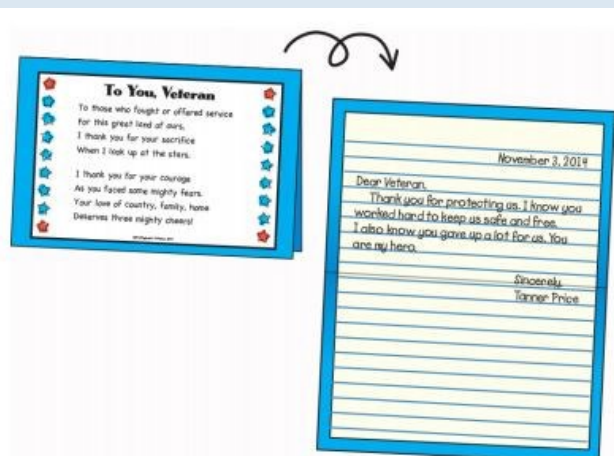 To You, Veteran
To those who fought or offered service
For this great land of ours,
I thank you for your sacrifice
When I look up at the stars.
I thank you for your courage
As you faced some mighty fears.
Your love of country, family, home
Deserves three mighty cheers!
November 3, 2019
Dear Veteran,
Thank you for protecting us. I know you
worked hard to keep us safe and free.
I also know you gave up a lot for us. You
are my hero.
Sincerely,
Tanner Price